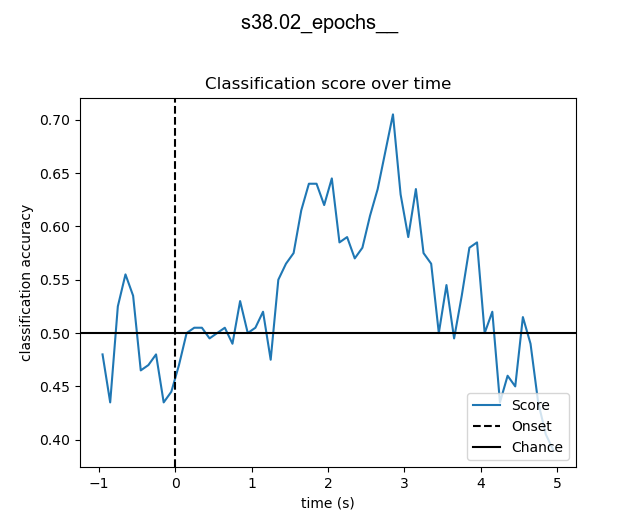 s38.02_epochs__
Classification score over time
classification accuracy
0.70
0.65
0.60
0.55
0.50
0.45
0.40
−1
0
1
2
3
4
5
time (s)
Score
Onset
Chance